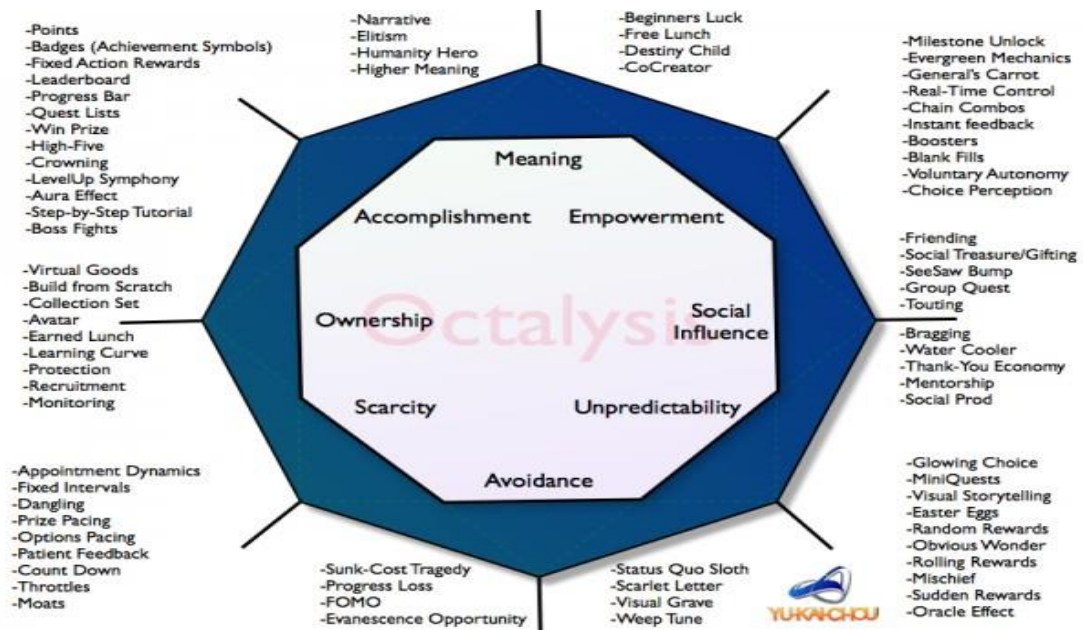 -Points
-Badges (Achievement Symbols)
-Fixed Action Rewards
-Leaderboard
-Progress Bar
-Quest Lists
-Win Prize
-High-Five
-Crowning
-LevelUp Symphony
-Aura Effect
-Step-by-Step Tutorial
-Boss Fights
-Narrative
-Elitism
-Humanity Hero
-Higher Meaning
-Beginners Luck
-Free Lunch
-Destiny Child
-CoCreator
-Milestone Unlock
-Evergreen Mechanics
-General's Carrot
-Real-Time Control
-Chain Combos
-Instant feedback
-Boosters
-Blank Fills
-Voluntary Autonomy
-Choice Perception
Meaning
Accomplishment
Empowerment
Ownership
Octalysis
Social
Influence
Scarcity
Unpredictability
Avoidance
-Virtual Goods
-Build from Scratch
-Collection Set
-Avatar
-Earned Lunch
-Learning Curve
-Protection
-Recruitment
-Monitoring
-Friending
-Social Treasure/Gifting
-SeeSaw Bump
-Group Quest
-Touting
-Bragging
-Water Cooler
-Thank-You Economy
-Mentorship
-Social Prod
-Appointment Dynamics
-Fixed Intervals
-Dangling
-Prize Pacing
-Options Pacing
-Patient Feedback
-Count Down
-Throttles
-Moats
-Sunk-Cost Tragedy
-Progress Loss
-FOMO
-Evanescence Opportunity
-Status Quo Sloth
-Scarlet Letter
-Visual Grave
-Weep Tune
YU-KAI-CHOU
-Glowing Choice
-MiniQuests
-Visual Storytelling
-Easter Eggs
-Random Rewards
-Obvious Wonder
-Rolling Rewards
-Mischief
-Sudden Rewards
-Oracle Effect